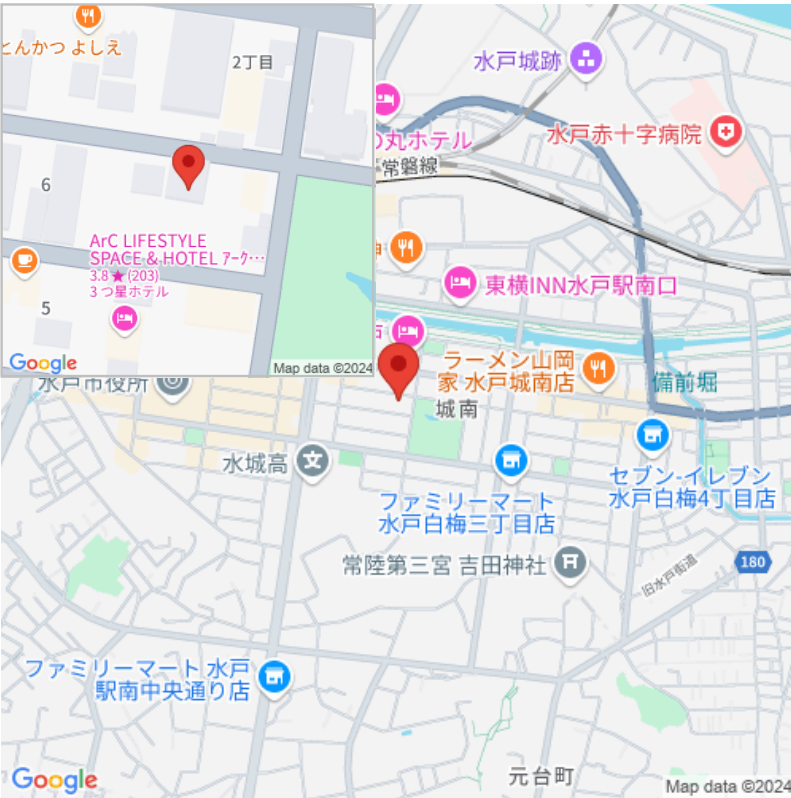 とんかつ よしえ
2丁目
6
ArC LIFESTYLE
SPACE & HOTEL アーク…
3.8★(203)
3 つ星ホテル
5
Google
Map data ©2024
水戸城跡
の丸ホテル
水戸赤十字病院
常磐線
東横INN水戸駅南口
ラーメン山岡
家 水戸城南店
備前堀
水戸市役所
城南
水城高
ファミリーマート
水戸白梅三丁目店
セブン-イレブン
水戸白梅4丁目店
常陸第三宮 吉田神社
180
旧水戸街道
ファミリーマート 水戸
駅南中央通り店
元台町
Google
Map data ©2024